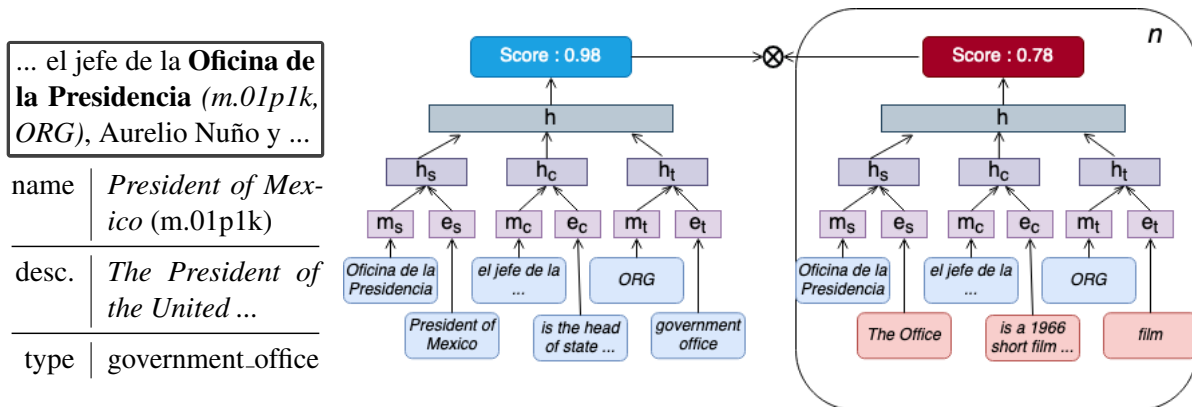 ... el jefe de la Oficina de
la Presidencia (m.01p1k,
ORG), Aurelio Nuño y ...
name President of Mex-
ico (m.01p1k)
desc. The President of
the United ...
type government_office
Score : 0.98
h
hs hc ht
ms es mc ec mt et
Oficina de la
Presidencia
el jefe de la
...
ORG
President of
Mexico
is the head
of state ...
government
office
n
Score : 0.78
h
hs hc ht
ms es mc ec mt et
Oficina de la
Presidencia
el jefe de la
...
ORG
The Office
is a 1966
short film ...
film